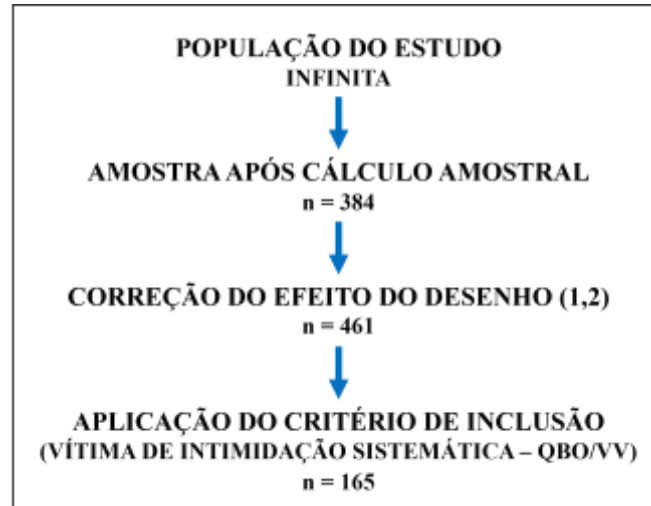 POPULAÇÃO DO ESTUDO
INFINITA
AMOSTRA APÓS CÁLCULO AMOSTRAL
n = 384
CORREÇÃO DO EFEITO DO DESENHO (1,2)
n = 461
APLICAÇÃO DO CRITÉRIO DE INCLUSÃO
(VÍTIMA DE INTIMIDAÇÃO SISTEMÁTICA – QBO/VV)
n = 165